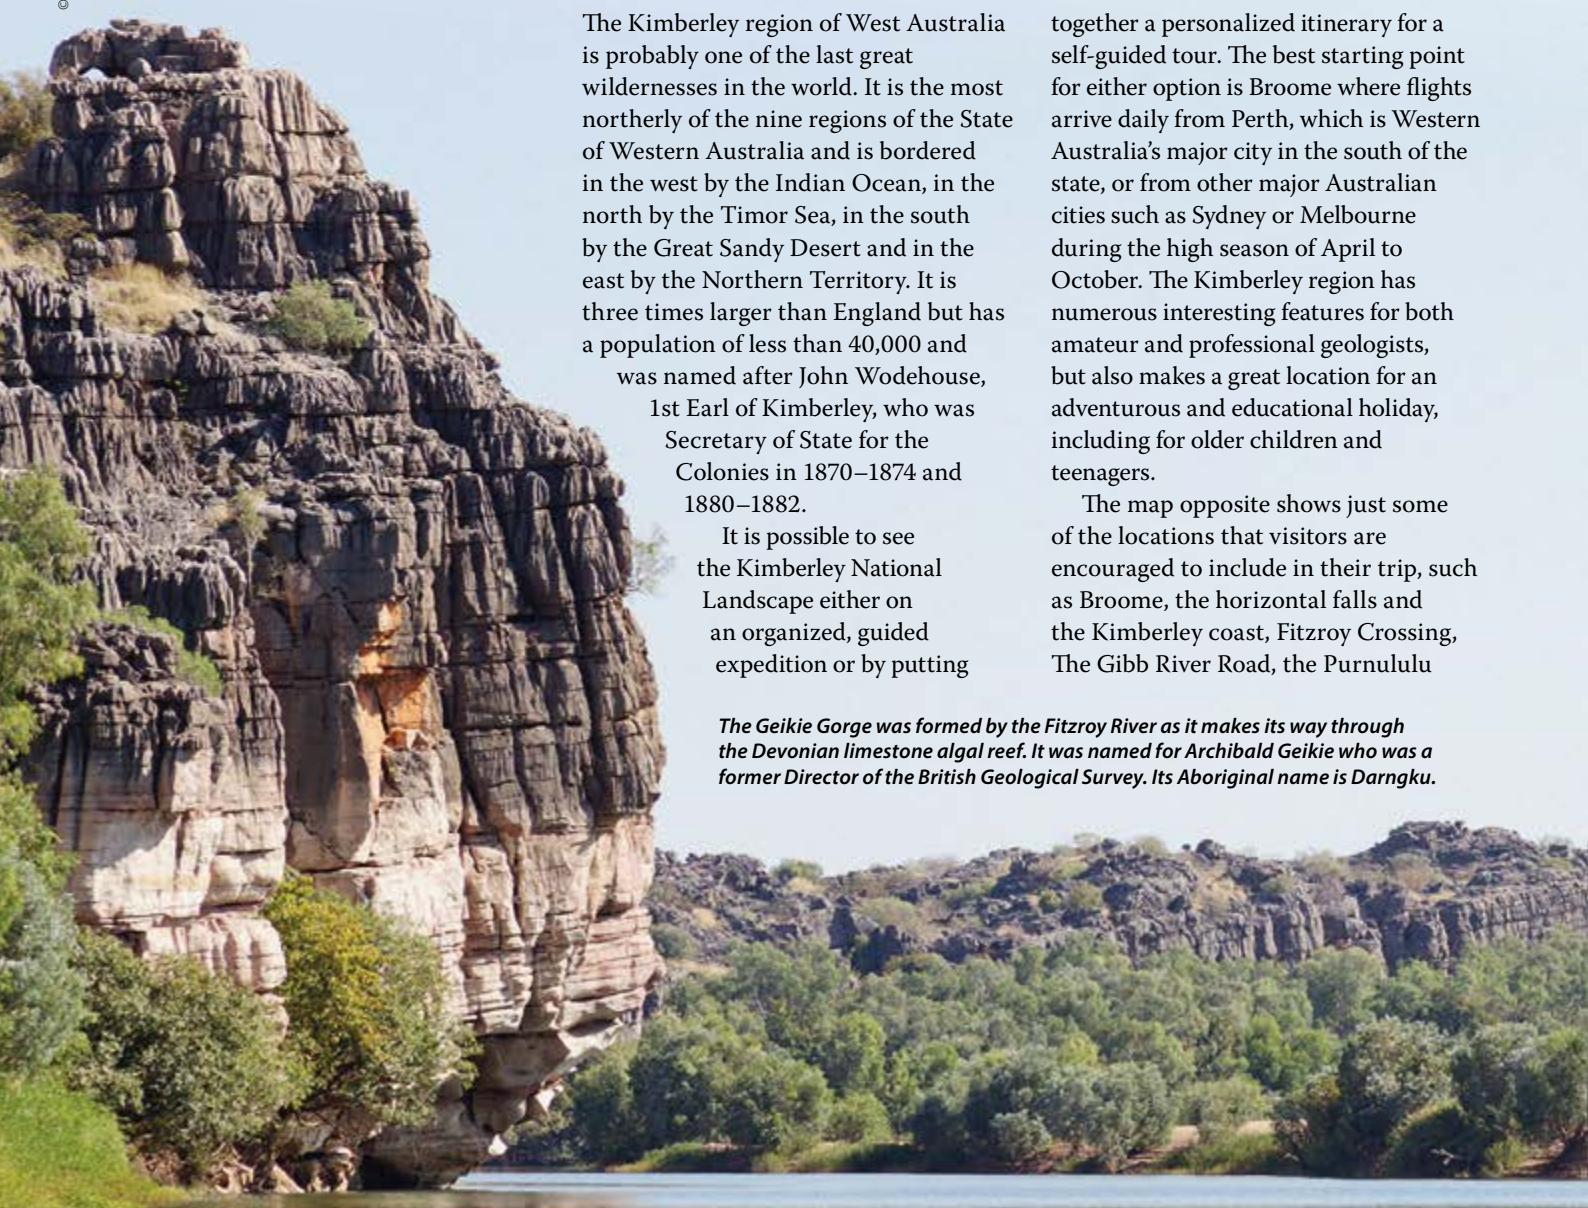 ©
The Kimberley region of West Australia
is probably one of the last great
wildernesses in the world. It is the most
northerly of the nine regions of the State
of Western Australia and is bordered
in the west by the Indian Ocean, in the
north by the Timor Sea, in the south
by the Great Sandy Desert and in the
east by the Northern Territory. It is
three times larger than England but has
a population of less than 40,000 and
was named after John Wodehouse,
1st Earl of Kimberley, who was
Secretary of State for the
Colonies in 1870–1874 and
1880–1882.
It is possible to see
the Kimberley National
Landscape either on
an organized, guided
expedition or by putting
together a personalized itinerary for a
self-guided tour. The best starting point
for either option is Broome where flights
arrive daily from Perth, which is Western
Australia’s major city in the south of the
state, or from other major Australian
cities such as Sydney or Melbourne
during the high season of April to
October. The Kimberley region has
numerous interesting features for both
amateur and professional geologists,
but also makes a great location for an
adventurous and educational holiday,
including for older children and
teenagers.
The map opposite shows just some
of the locations that visitors are
encouraged to include in their trip, such
as Broome, the horizontal falls and
the Kimberley coast, Fitzroy Crossing,
The Gibb River Road, the Purnululu
The Geikie Gorge was formed by the Fitzroy River as it makes its way through
the Devonian limestone algal reef. It was named for Archibald Geikie who was a
former Director of the British Geological Survey. Its Aboriginal name is Darngku.